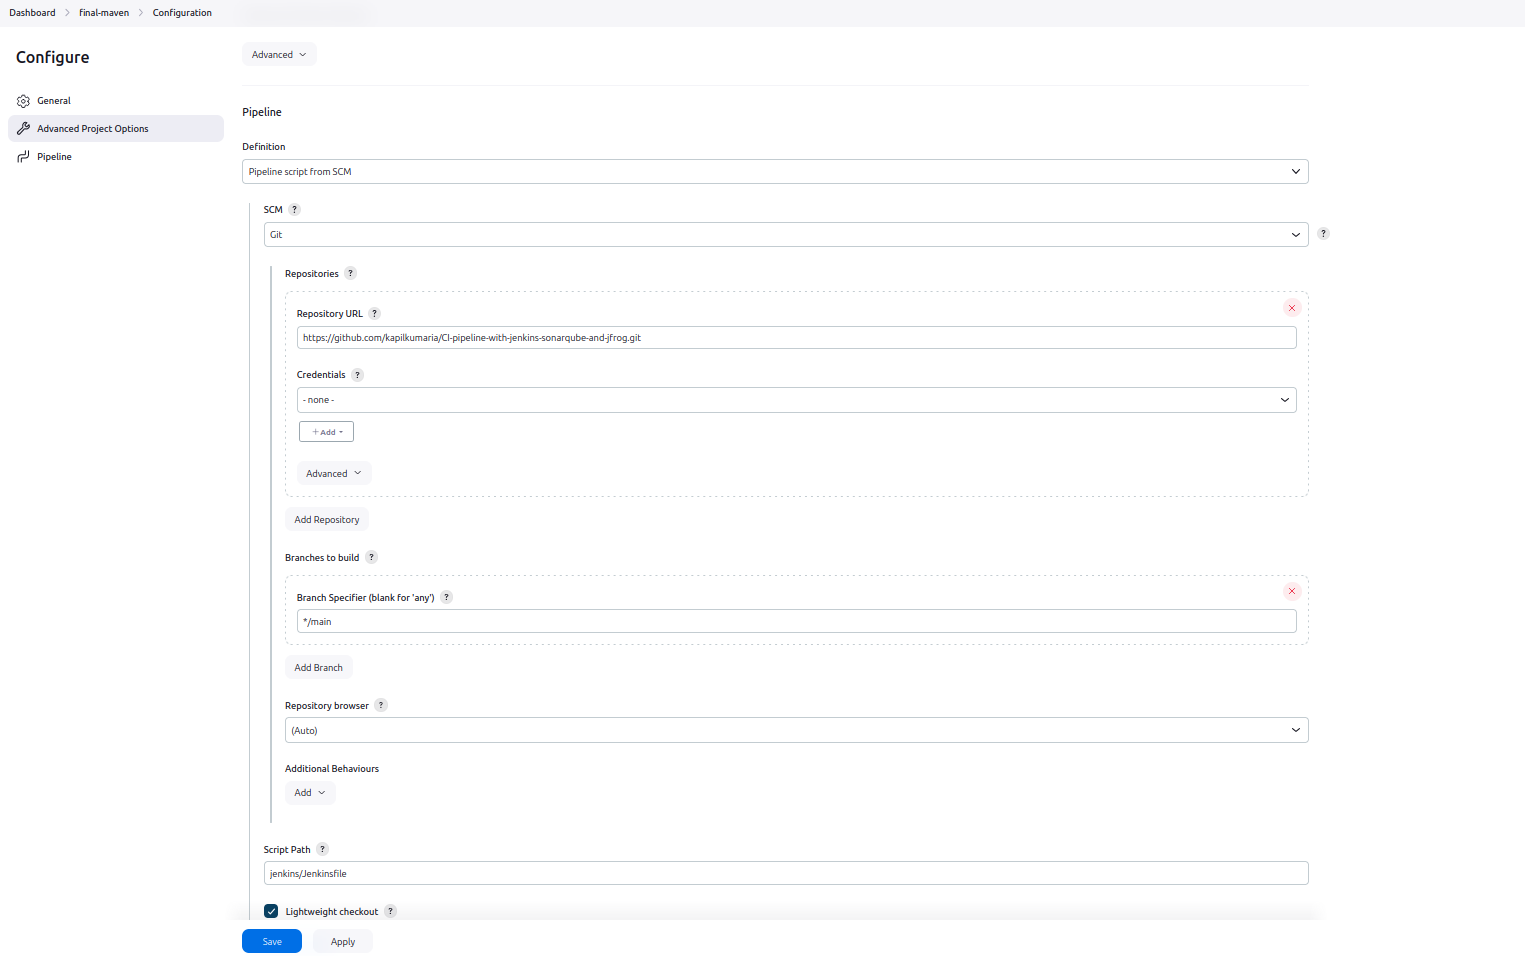 Dashboard > final-maven > Configuration
Configure
General
Advanced Project Options
Pipeline
Advanced
Pipeline
Definition
Pipeline script from SCM
SCM ?
Git
?
Repositories ?
Repository URL ?
https://github.com/kapilkumaria/CI-pipeline-with-jenkins-sonarqube-and-jfrog.git
Credentials ?
- none -
+ Add
Advanced
Add Repository
Branches to build ?
Branch Specifier (blank for 'any') ?
*/main
Add Branch
Repository browser ?
(Auto)
Additional Behaviours
Add
Script Path ?
jenkins/Jenkinsfile
Lightweight checkout ?
Save
Apply